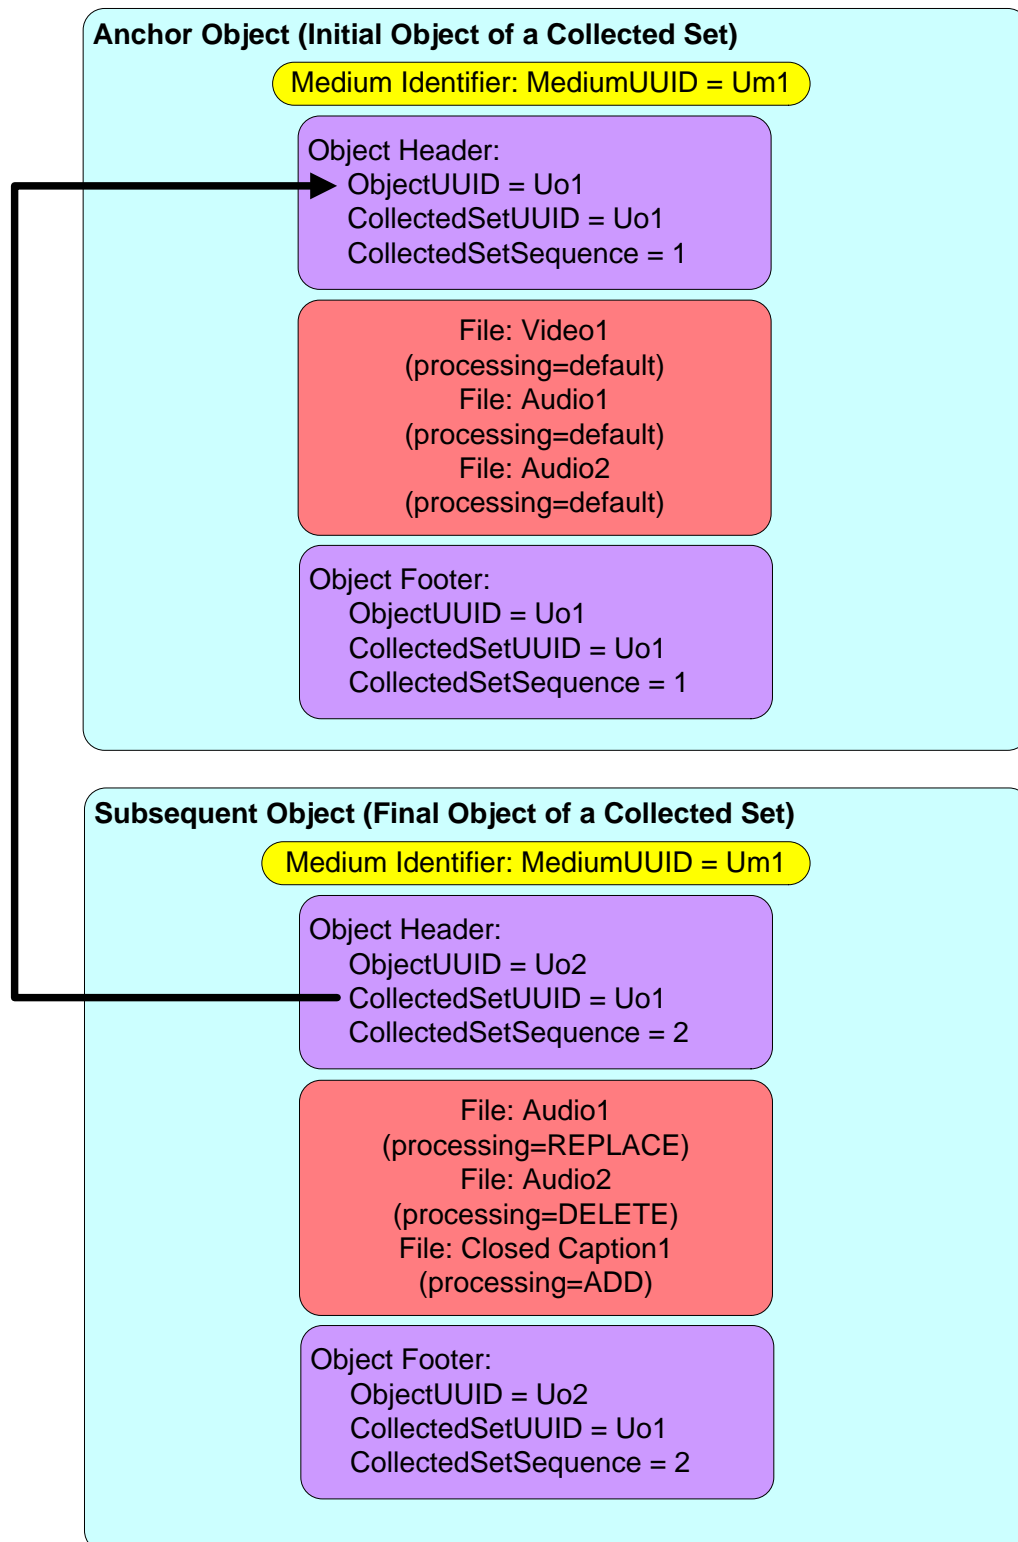 Anchor Object (Initial Object of a Collected Set)
Medium Identifier: MediumUUID = Um1
Object Header:
ObjectUUID = Uo1
CollectedSetUUID = Uo1
CollectedSetSequence = 1
File: Video1
(processing=default)
File: Audio1
(processing=default)
File: Audio2
(processing=default)
Object Footer:
ObjectUUID = Uo1
CollectedSetUUID = Uo1
CollectedSetSequence = 1
Subsequent Object (Final Object of a Collected Set)
Medium Identifier: MediumUUID = Um1
Object Header:
ObjectUUID = Uo2
CollectedSetUUID = Uo1
CollectedSetSequence = 2
File: Audio1
(processing=REPLACE)
File: Audio2
(processing=DELETE)
File: Closed Caption1
(processing=ADD)
Object Footer:
ObjectUUID = Uo2
CollectedSetUUID = Uo1
CollectedSetSequence = 2